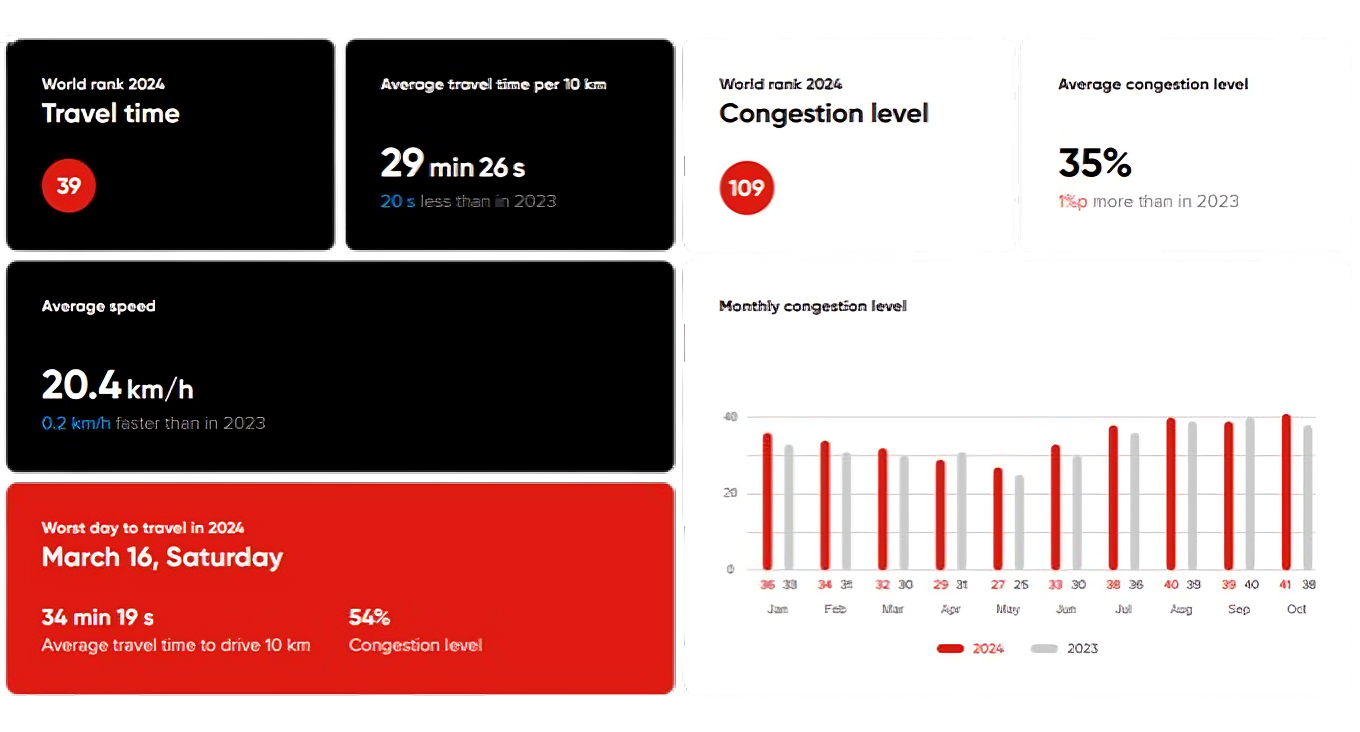 World rank 2024
Travel time
39
Average travel time per 10 km
29 min 26 s
20 s less than in 2023
World rank 2024
Congestion level
109
Average congestion level
35%
1%p more than in 2023
Average speed
20.4 km/h
0.2 km/h faster than in 2023
Worst day to travel in 2024
March 16, Saturday
34 min 19 s
Average travel time to drive 10 km
54%
Congestion level
Monthly congestion level
40
20
0
36 33 34 31 32 30 29 31 27 25 33 30 38 36 40 39 39 40 41 38
Jan Feb Mar Apr May Jun Jul Aug Sep Oct
2024 2023